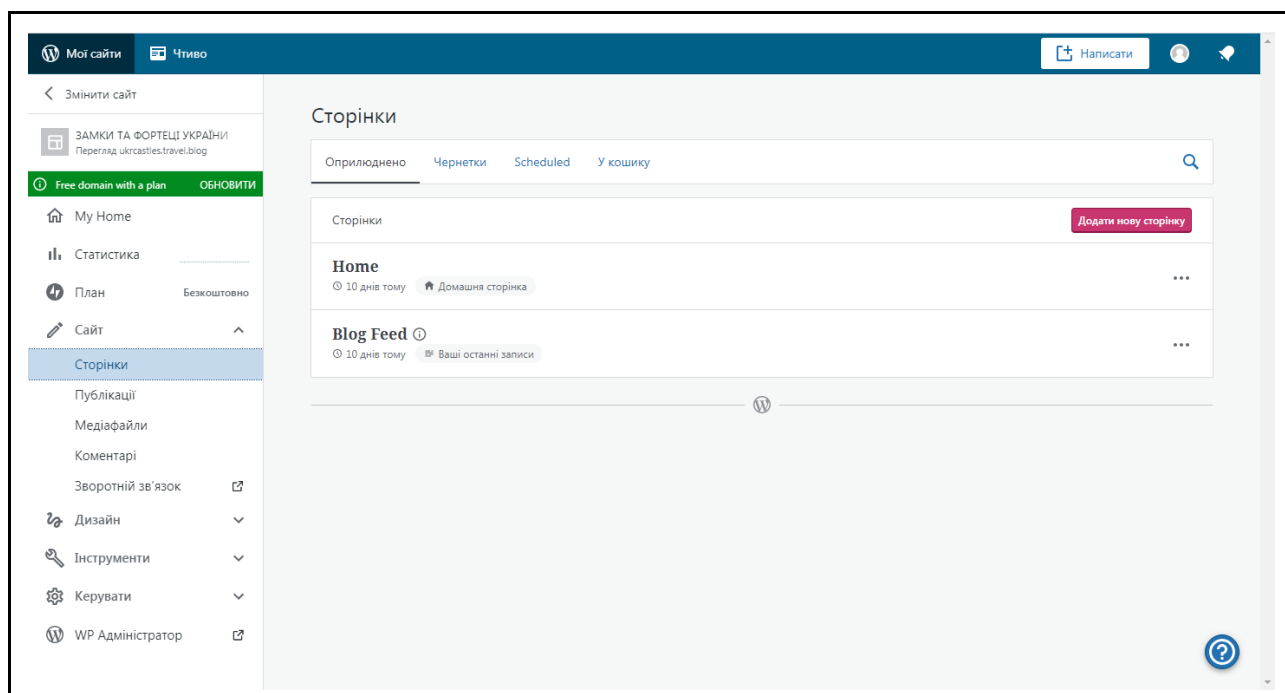 Мої сайти
Чтиво
Написати
Змінити сайт
ЗАМКИ ТА ФОРТЕЦІ УКРАЇНИ
Перегляд ukrcastles.travel.blog
Free domain with a plan ОБНОВИТИ
My Home
Статистика
План Безкоштовно
Сайт
Сторінки
Публікації
Медіафайли
Коментарі
Зворотній зв'язок
Дизайн
Інструменти
Керувати
WP Адміністратор
Сторінки
Оприлюднено Чернетки Scheduled У кошику
Сторінки Додати нову сторінку
Home
10 днів тому Домашня сторінка
Blog Feed
10 днів тому Ваші останні записи